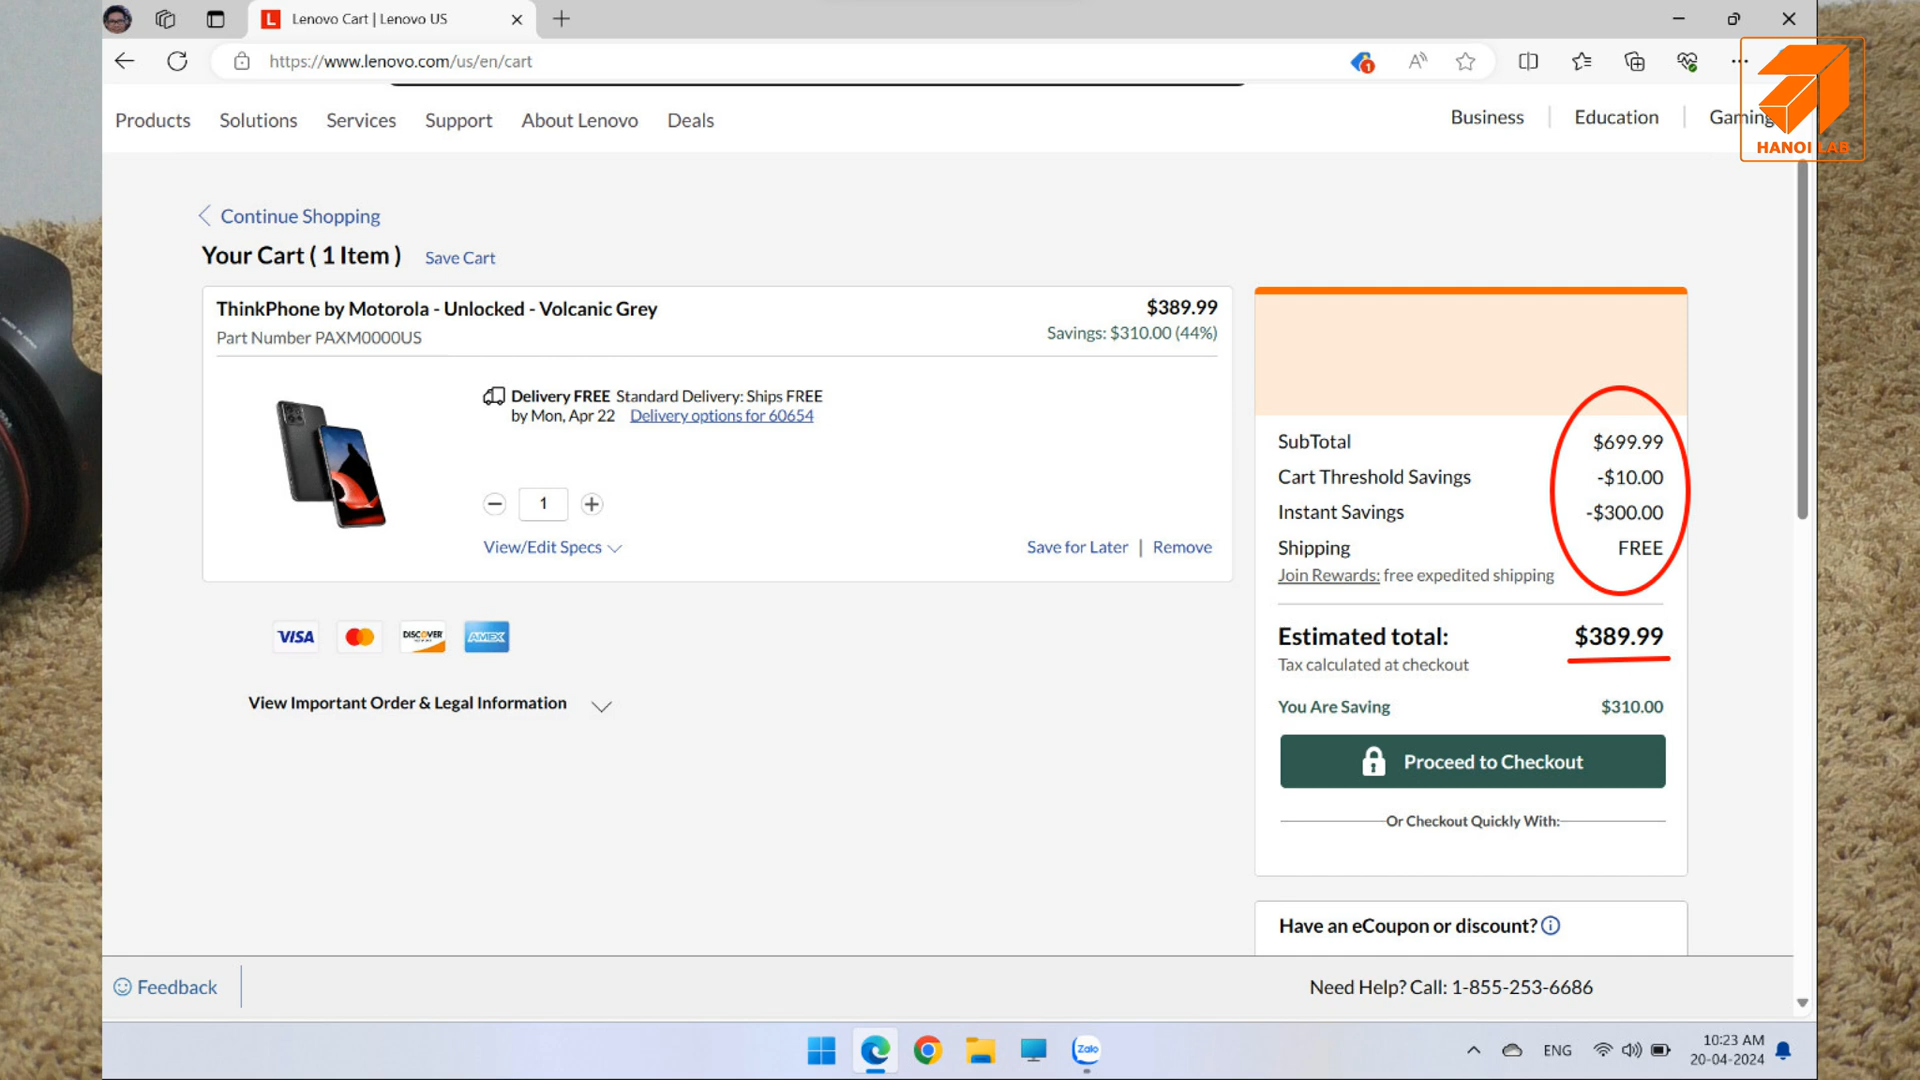 Lenovo Cart | Lenovo US
https://www.lenovo.com/us/en/cart
1
Products Solutions Services Support About Lenovo Deals
Business Education Gaming
HANOI LAB
Continue Shopping
Your Cart ( 1 Item ) Save Cart
ThinkPhone by Motorola - Unlocked - Volcanic Grey $389.99
Part Number PAXM0000US Savings: $310.00 (44%)
Delivery FREE Standard Delivery: Ships FREE
by Mon, Apr 22 Delivery options for 60654
1
View/Edit Specs Save for Later | Remove
VISA DISCOVER AMEX
View Important Order & Legal Information
SubTotal $699.99
Cart Threshold Savings -$10.00
Instant Savings -$300.00
Shipping FREE
Join Rewards: free expedited shipping
Estimated total: $389.99
Tax calculated at checkout
You Are Saving $310.00
Proceed to Checkout
Or Checkout Quickly With:
Have an eCoupon or discount?
Feedback Need Help? Call: 1-855-253-6686
Zalo
ENG
10:23 AM
20-04-2024